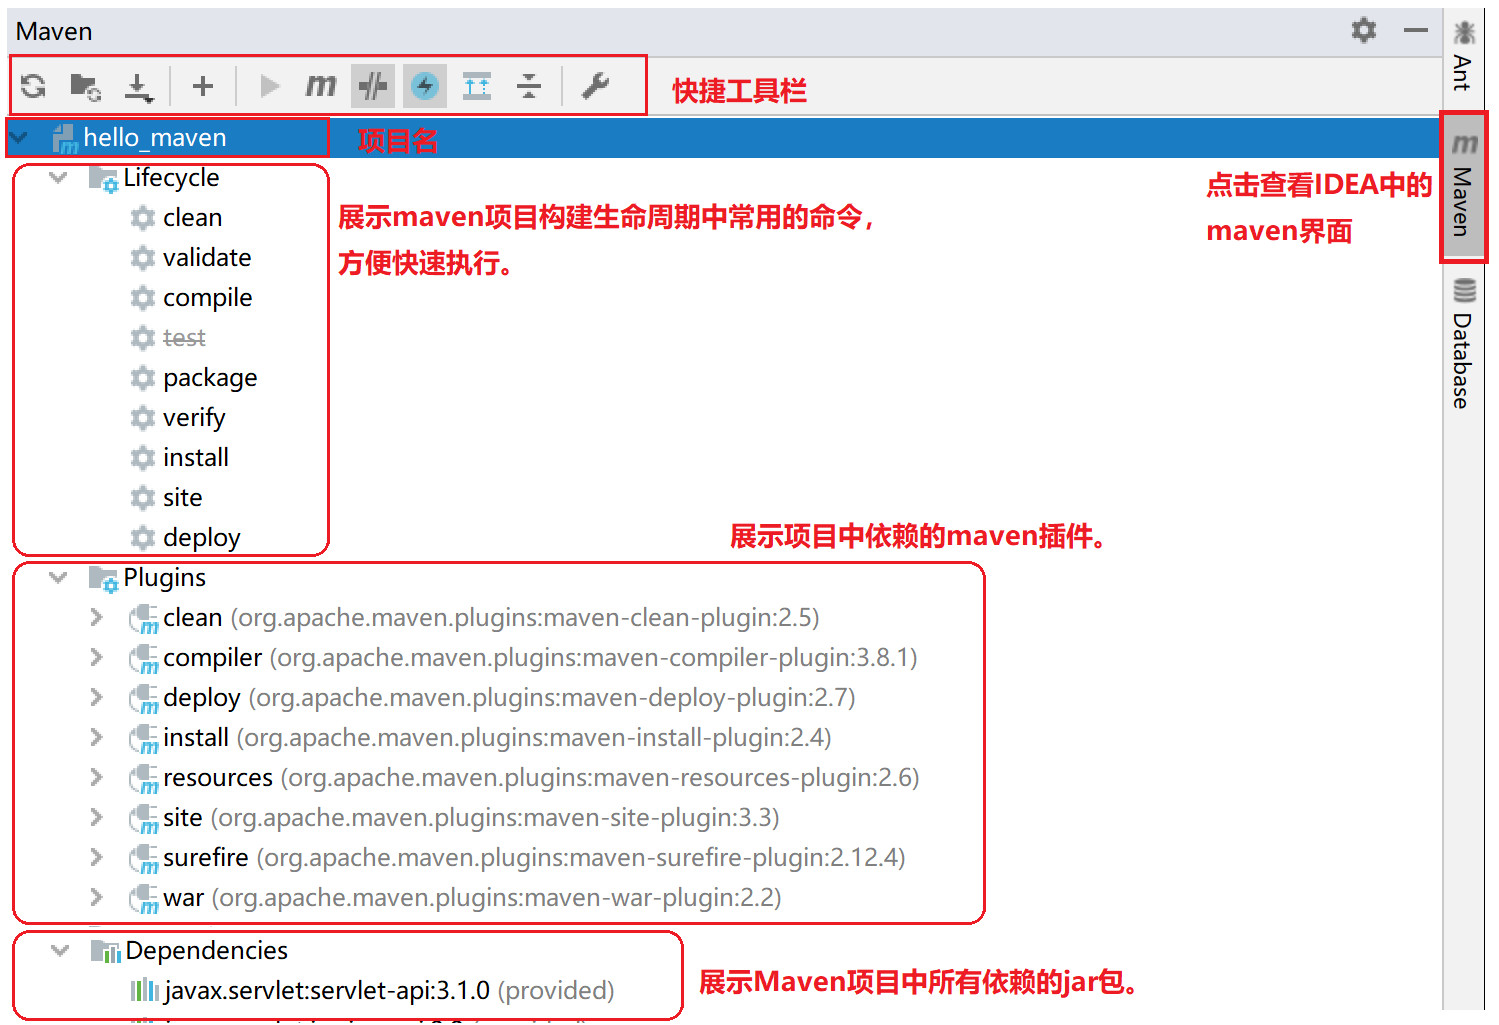 Maven
快捷工具栏
hello_maven
项目名
Lifecycle
clean
validate
compile
test
package
verify
install
site
deploy
展示maven项目构建生命周期中常用的命令，
方便快速执行。
点击查看IDEA中的
maven界面
Ant
Maven
Database
展示项目中依赖的maven插件。
Plugins
clean (org.apache.maven.plugins:maven-clean-plugin:2.5)
compiler (org.apache.maven.plugins:maven-compiler-plugin:3.8.1)
deploy (org.apache.maven.plugins:maven-deploy-plugin:2.7)
install (org.apache.maven.plugins:maven-install-plugin:2.4)
resources (org.apache.maven.plugins:maven-resources-plugin:2.6)
site (org.apache.maven.plugins:maven-site-plugin:3.3)
surefire (org.apache.maven.plugins:maven-surefire-plugin:2.12.4)
war (org.apache.maven.plugins:maven-war-plugin:2.2)
Dependencies
javax.servlet:servlet-api:3.1.0 (provided)
展示Maven项目中所有依赖的jar包。